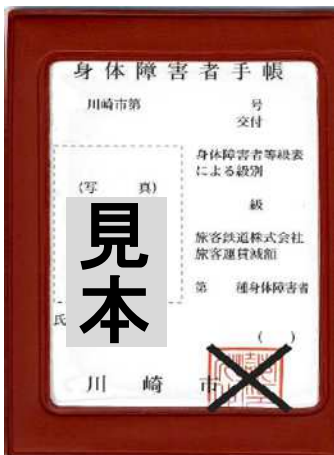 身体障害者手帳
川崎市第 号
交付
身体障害者等級表
による級別
級
(写 真)
旅客鉄道株式会社
旅客運賃減額
第 種身体障害者
見本
氏
( )
川崎市